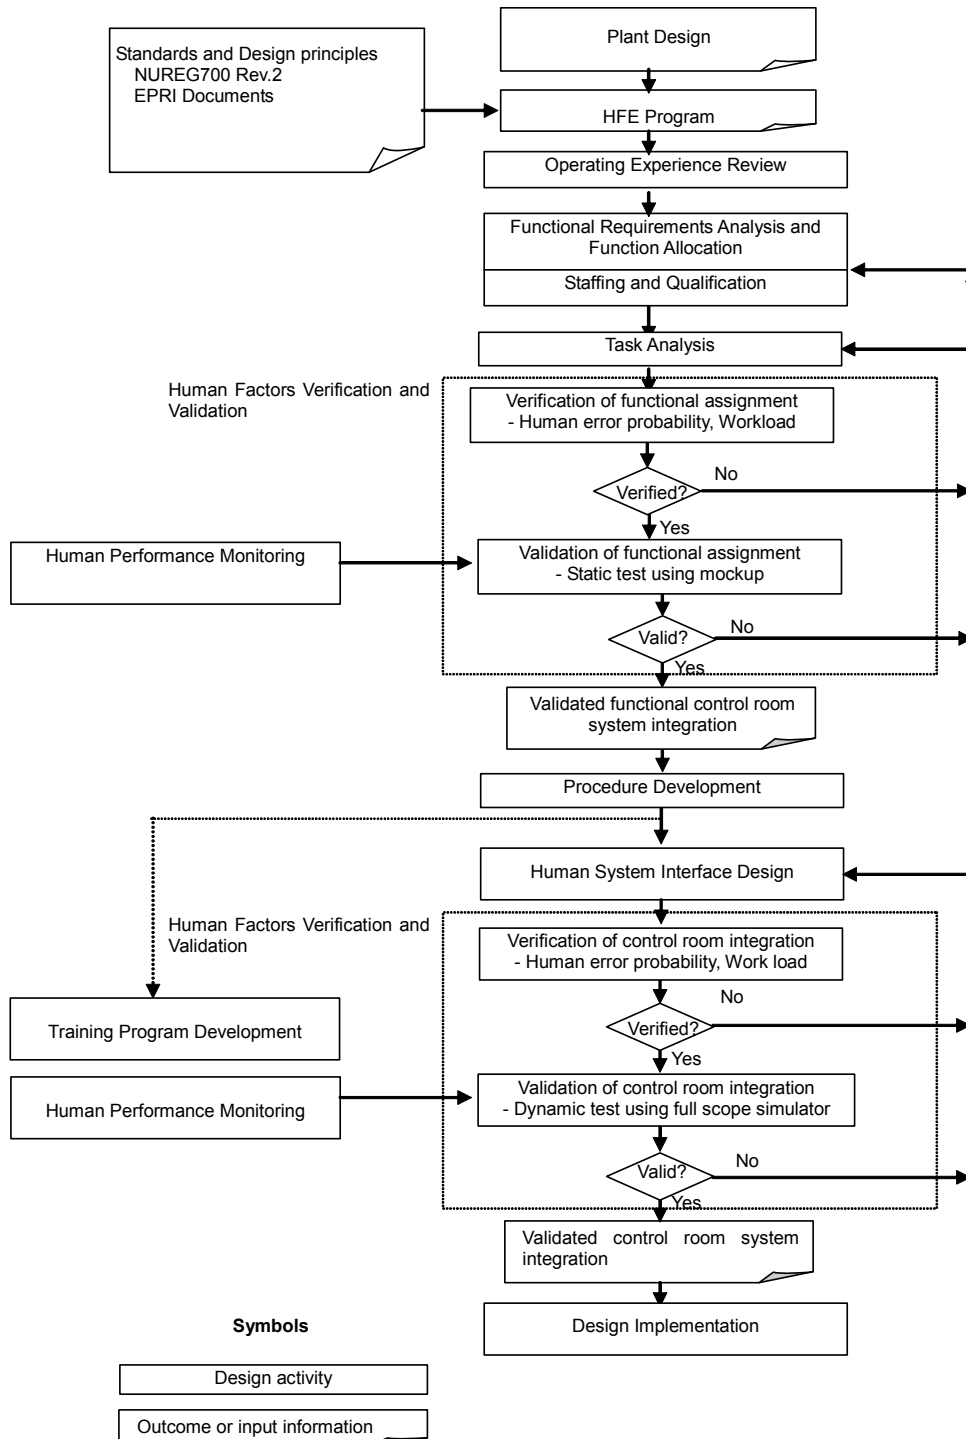 Plant Design
Standards and Design principles
NUREG700 Rev.2
EPRI Documents
HFE Program
Operating Experience Review
Functional Requirements Analysis and
Function Allocation
Staffing and Qualification
Task Analysis
Human Factors Verification and
Validation
Verification of functional assignment
- Human error probability, Workload
No
Verified?
Yes
Human Performance Monitoring
Validation of functional assignment
- Static test using mockup
No
Valid?
Yes
Validated functional control room
system integration
Procedure Development
Human System Interface Design
Human Factors Verification and
Validation
Verification of control room integration
- Human error probability, Work load
No
Verified?
Yes
Training Program Development
Human Performance Monitoring
Validation of control room integration
- Dynamic test using full scope simulator
No
Valid?
Yes
Validated control room system
integration
Design Implementation
Symbols
Design activity
Outcome or input information